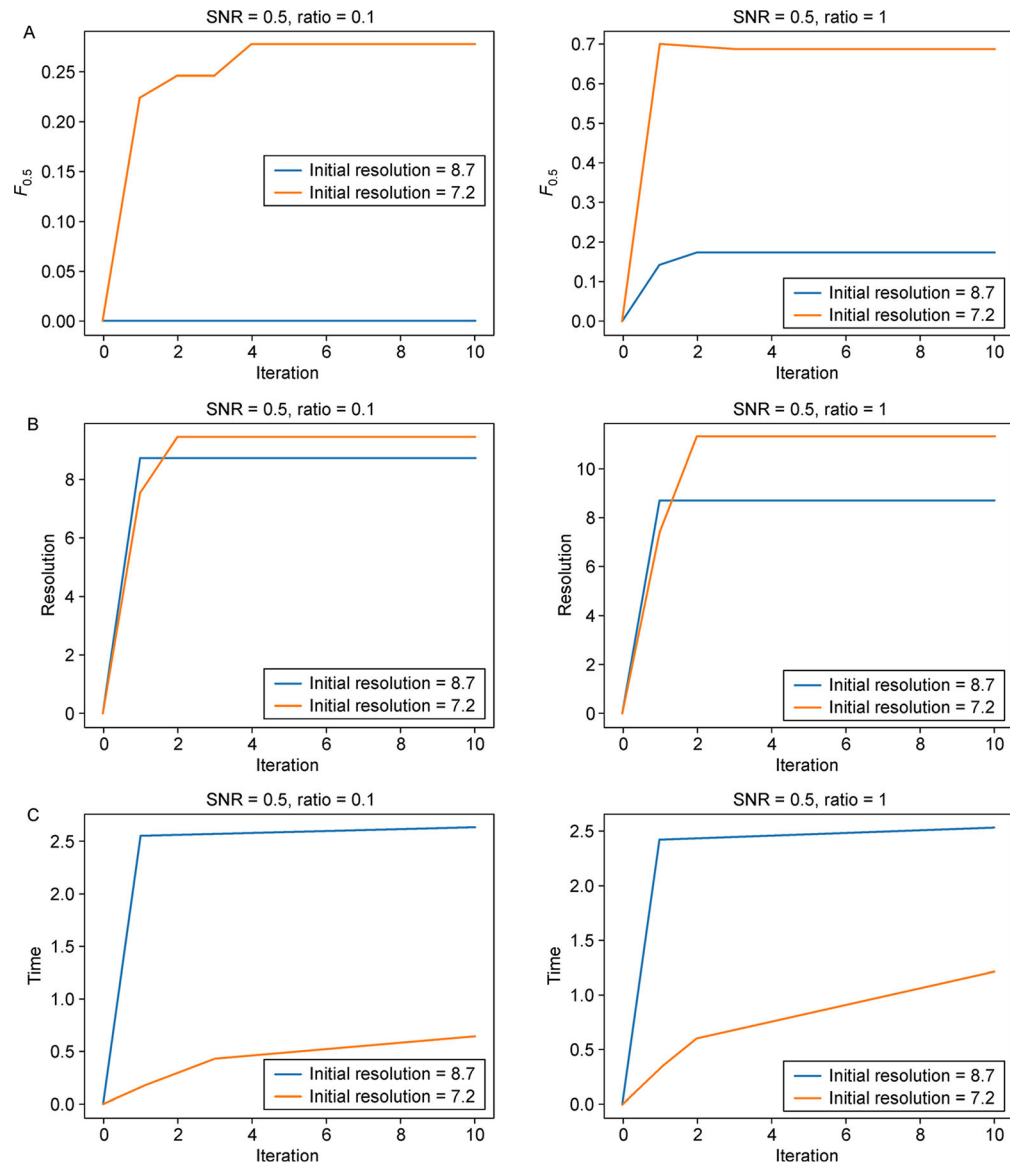 A
SNR = 0.5, ratio = 0.1
0.25
0.20
0.15
0.10
0.05
0.00
F0.5
Initial resolution = 8.7
Initial resolution = 7.2
0 2 4 6 8 10
Iteration
SNR = 0.5, ratio = 1
0.7
0.6
0.5
0.4
0.3
0.2
0.1
0.0
F0.5
Initial resolution = 8.7
Initial resolution = 7.2
0 2 4 6 8 10
Iteration
B
SNR = 0.5, ratio = 0.1
8
6
4
2
0
Resolution
Initial resolution = 8.7
Initial resolution = 7.2
0 2 4 6 8 10
Iteration
SNR = 0.5, ratio = 1
10
8
6
4
2
0
Resolution
Initial resolution = 8.7
Initial resolution = 7.2
0 2 4 6 8 10
Iteration
C
SNR = 0.5, ratio = 0.1
2.5
2.0
1.5
1.0
0.5
0.0
Time
Initial resolution = 8.7
Initial resolution = 7.2
0 2 4 6 8 10
Iteration
SNR = 0.5, ratio = 1
2.5
2.0
1.5
1.0
0.5
0.0
Time
Initial resolution = 8.7
Initial resolution = 7.2
0 2 4 6 8 10
Iteration